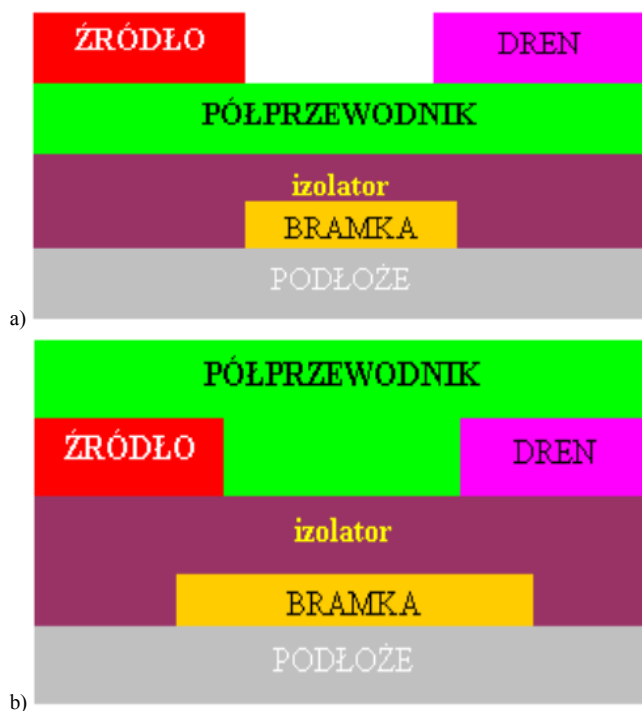 ŹRÓDŁO DREN
PÓŁPRZEWODNIK
izolator
BRAMKA
PODŁOŻE
a)
PÓŁPRZEWODNIK
ŹRÓDŁO DREN
izolator
BRAMKA
PODŁOŻE
b)